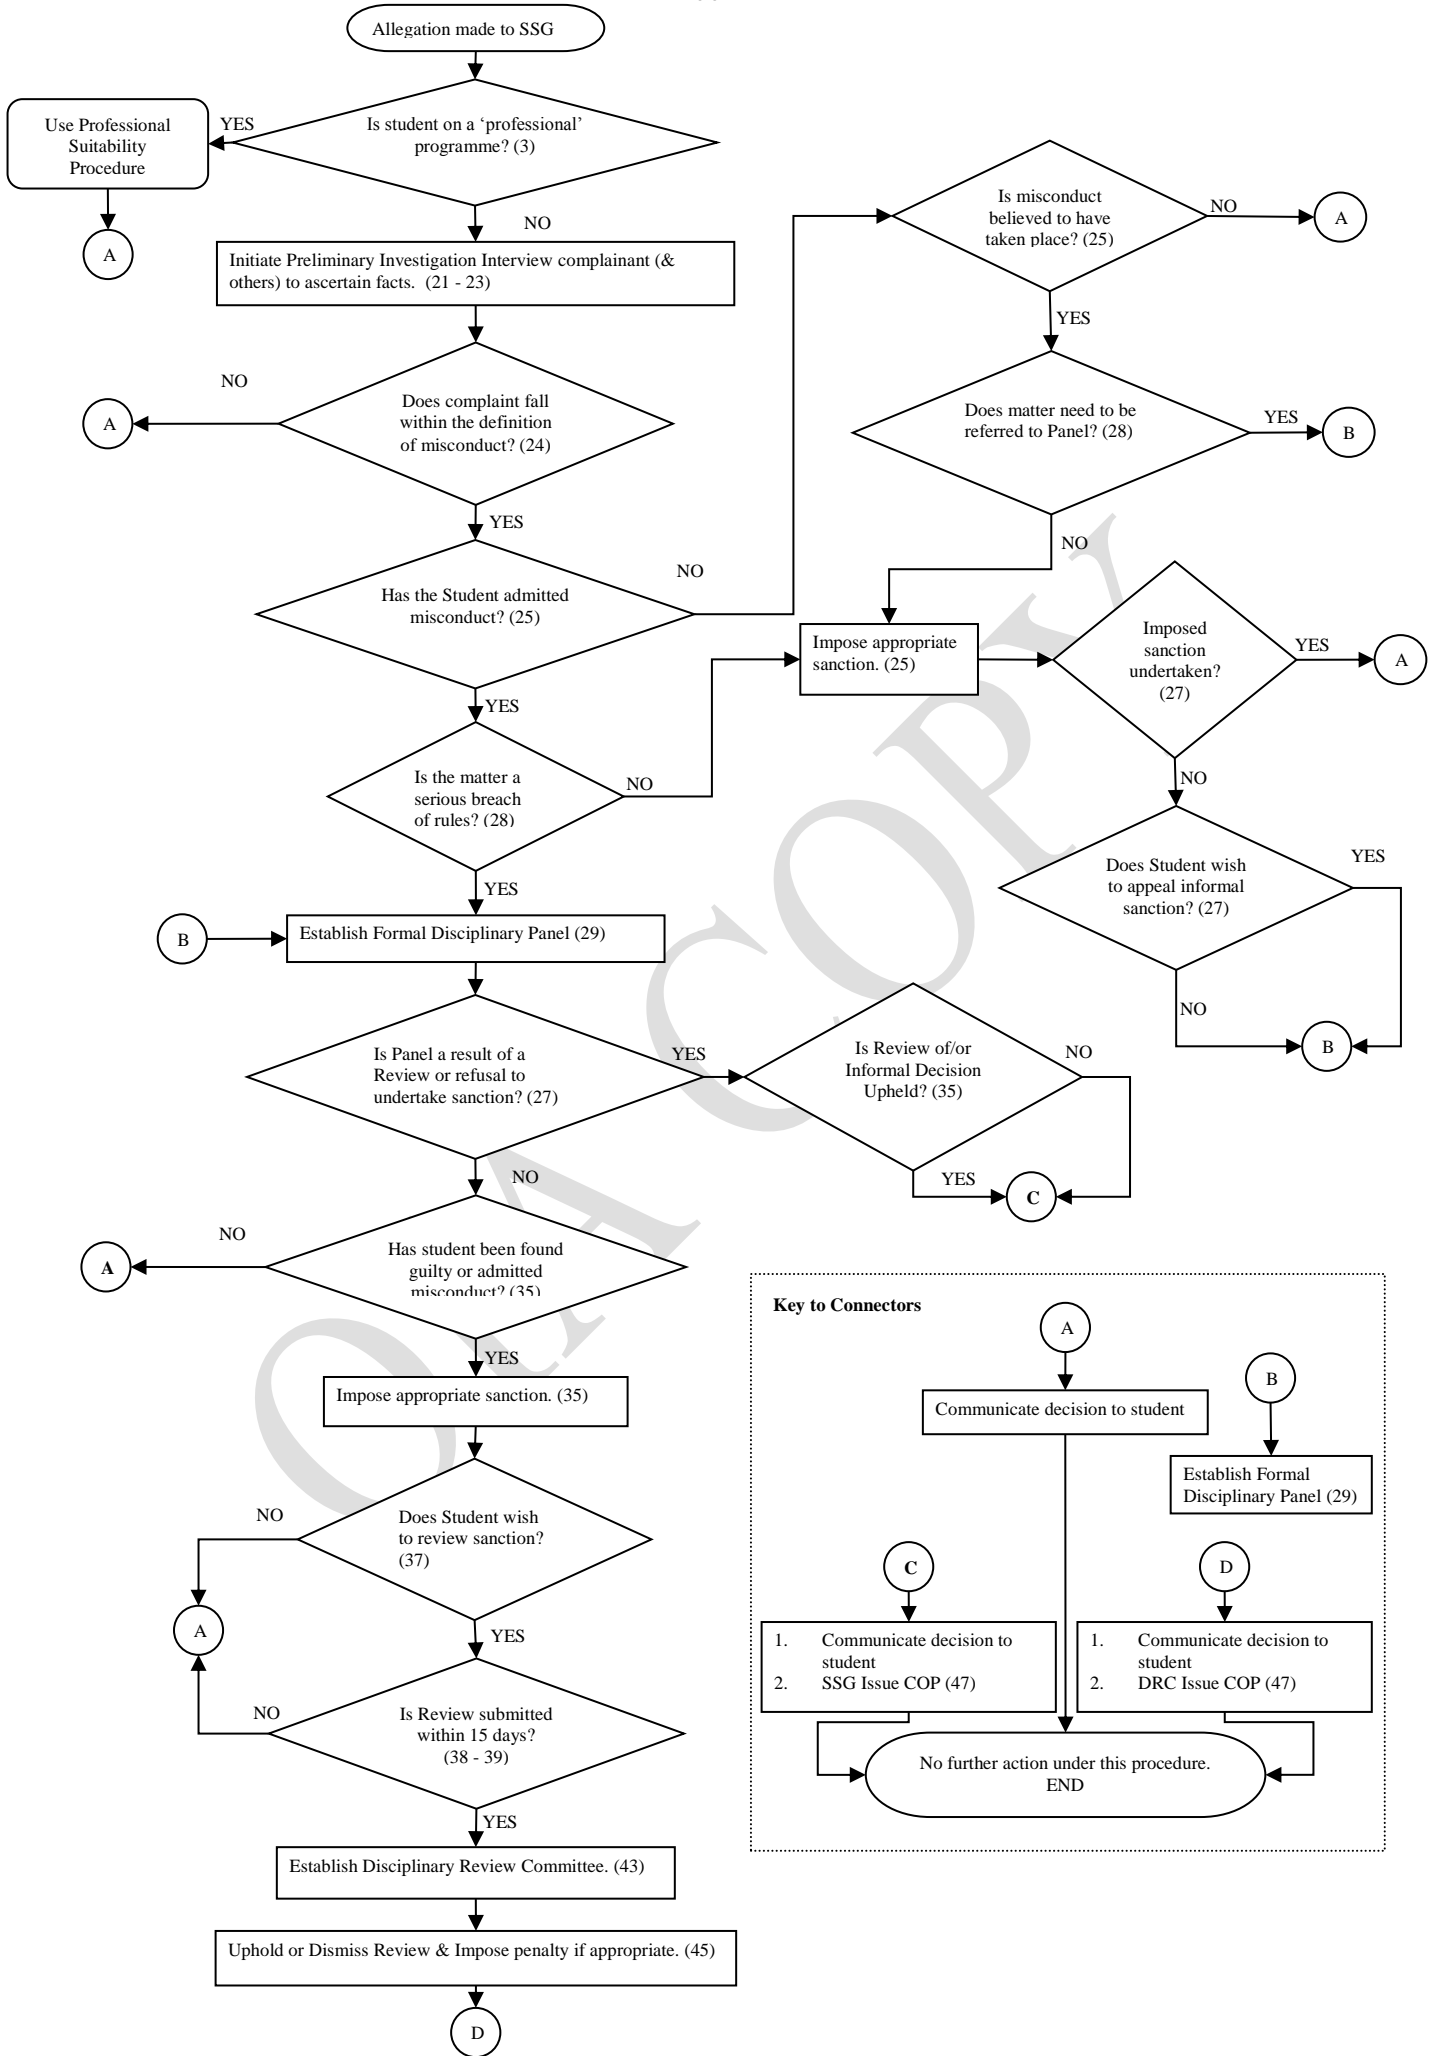 Allegation made to SSG
Is student on a ‘professional’
programme? (3)
YES
Use Professional
Suitability
Procedure
A
NO
Initiate Preliminary Investigation Interview complainant (&
others) to ascertain facts.  (21 - 23)
Does complaint fall
within the definition
of misconduct? (24)
NO
A
YES
Has the Student admitted
misconduct? (25)
NO
YES
Is the matter a
serious breach
of rules? (28)
NO
YES
B
Establish Formal Disciplinary Panel (29)
Is Panel a result of a
Review or refusal to
undertake sanction? (27)
YES
Is Review of/or
Informal Decision
Upheld? (35)
NO
YES
C
NO
Has student been found
guilty or admitted
misconduct? (35)
NO
A
YES
Impose appropriate sanction. (35)
Does Student wish
to review sanction?
(37)
NO
A
YES
Is Review submitted
within 15 days?
(38 - 39)
NO
YES
Establish Disciplinary Review Committee. (43)
Uphold or Dismiss Review & Impose penalty if appropriate. (45)
D
Is misconduct
believed to have
taken place? (25)
NO
A
YES
Does matter need to be
referred to Panel? (28)
YES
B
NO
Impose appropriate
sanction. (25)
Imposed
sanction
undertaken?
(27)
YES
A
NO
Does Student wish
to appeal informal
sanction? (27)
YES
NO
B
Key to Connectors
A
Communicate decision to student
B
Establish Formal
Disciplinary Panel (29)
C
1. Communicate decision to
student
2. SSG Issue COP (47)
D
1. Communicate decision to
student
2. DRC Issue COP (47)
No further action under this procedure.
END
OIA COPY